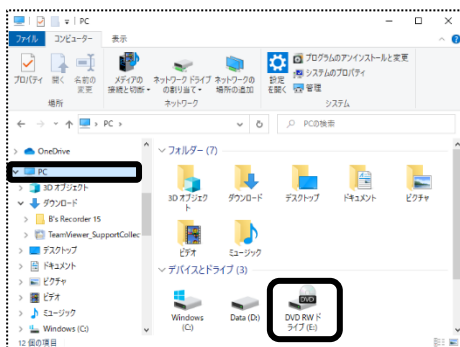 PC
ファイル コンピューター 表示
プロパティ 開く 名前の変更 メディアの接続と切断 ネットワーク ドライブの割り当て ネットワークの場所の追加 設定を開く プログラムのアンインストールと変更
システムのプロパティ
管理
場所 ネットワーク システム
PC PCの検索
OneDrive
PC
3D オブジェクト
ダウンロード
B's Recorder 15
TeamViewer_SupportCollec
デスクトップ
ドキュメント
ピクチャ
ビデオ
ミュージック
Windows (C:)
フォルダー (7)
3D オブジェクト ダウンロード デスクトップ ドキュメント ピクチャ
ビデオ ミュージック
デバイスとドライブ (3)
DVD
Windows (C:) Data (D:) DVD RW ドライブ (E:)
12 個の項目